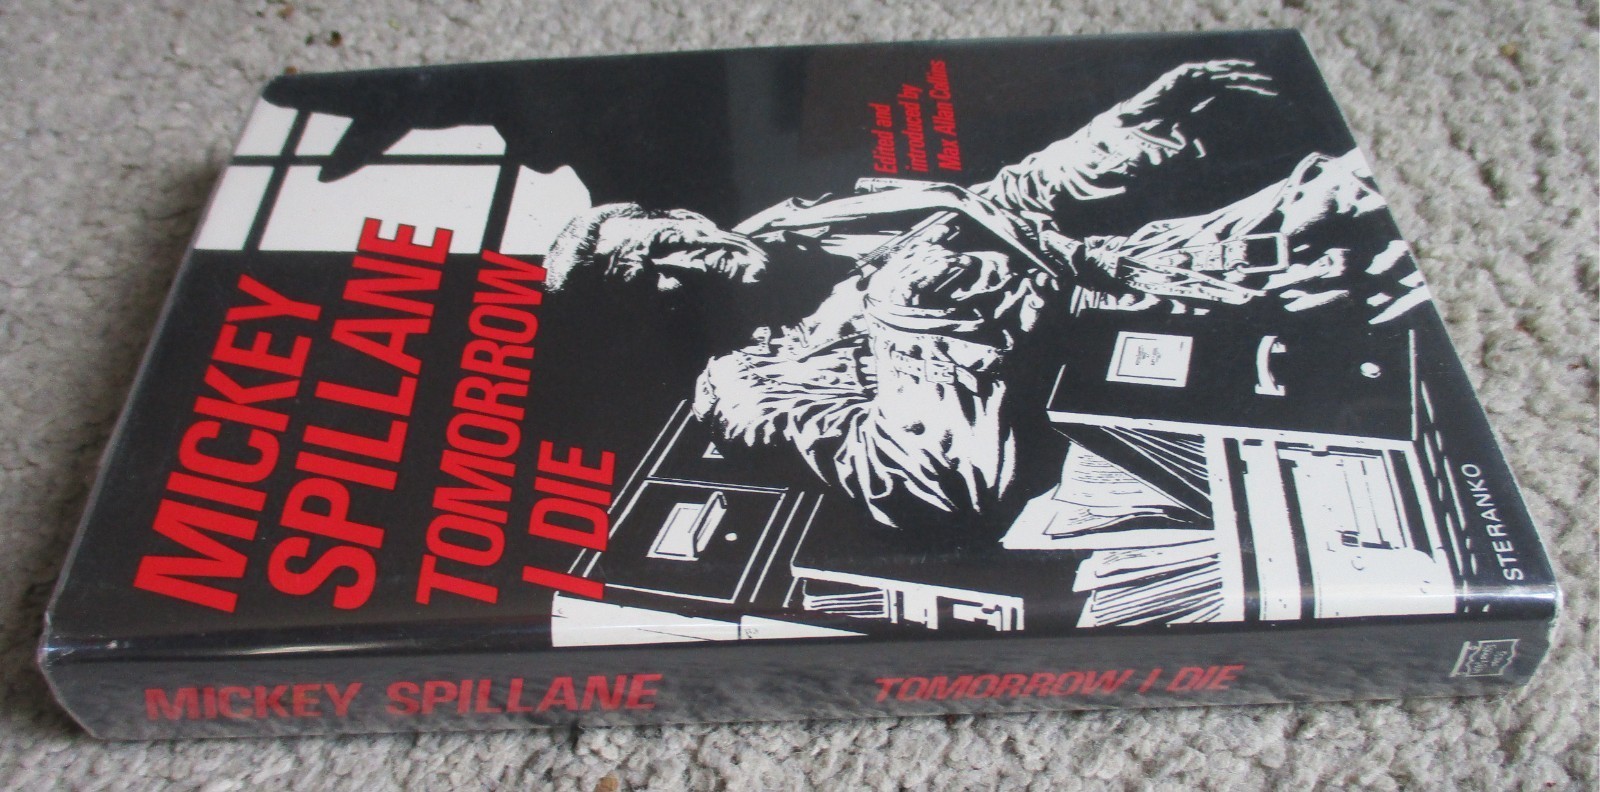 MICKEY
SPILLANE
TOMORROW
I DIE
Edited and
introduced by
Max Allan Collins
STERANKO
MICKEY SPILLANE TOMORROW I DIE